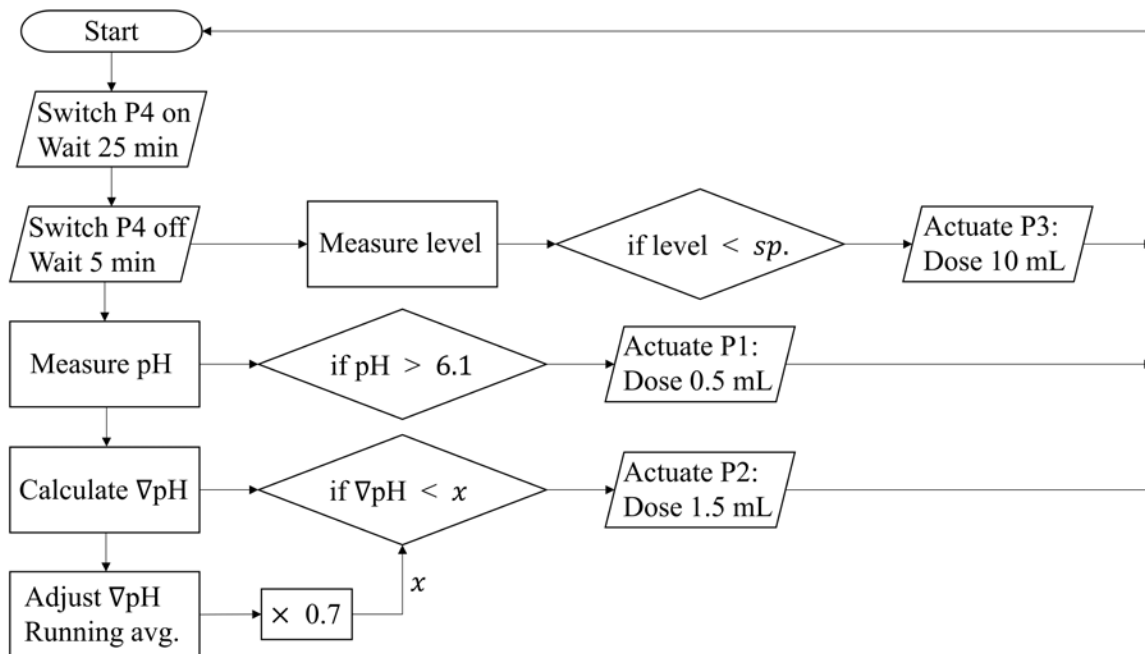 Start
Switch P4 on
Wait 25 min
Switch P4 off
Wait 5 min
Measure level
if level < sp.
Actuate P3:
Dose 10 mL
Measure pH
if pH > 6.1
Actuate P1:
Dose 0.5 mL
Calculate ∇pH
if ∇pH < x
Actuate P2:
Dose 1.5 mL
x
Adjust ∇pH
Running avg.
× 0.7